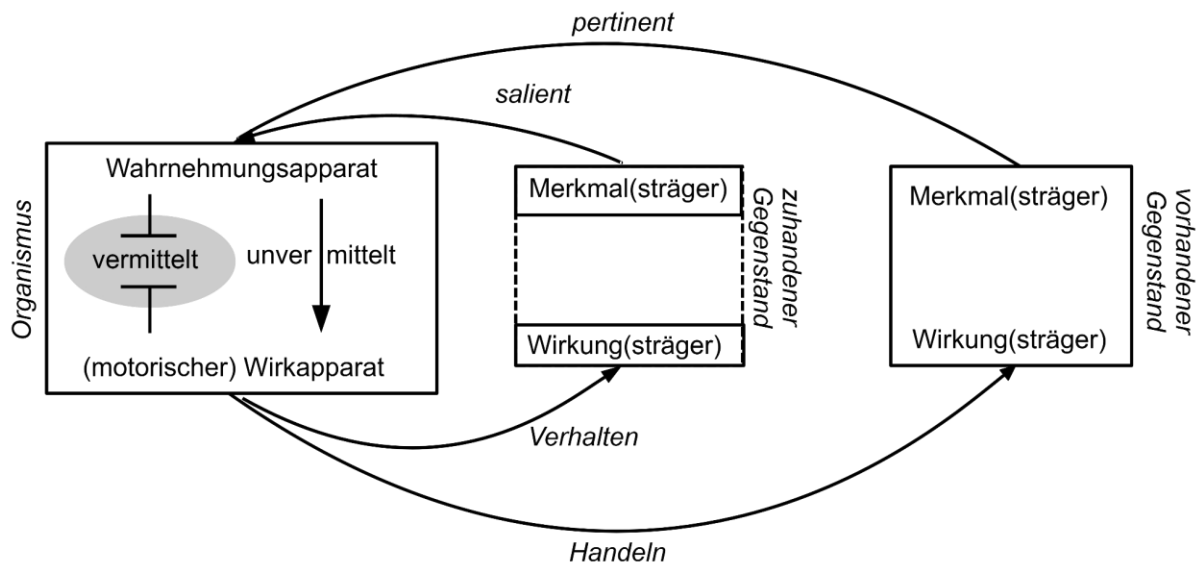 pertinent
salient
Organismus
Wahrnehmungsapparat
vermittelt
unver mittelt
(motorischer) Wirkapparat
Merkmal(sträger)
Wirkung(sträger)
zuhandener
Gegenstand
Merkmal(sträger)
Wirkung(sträger)
vorhandener
Gegenstand
Verhalten
Handeln